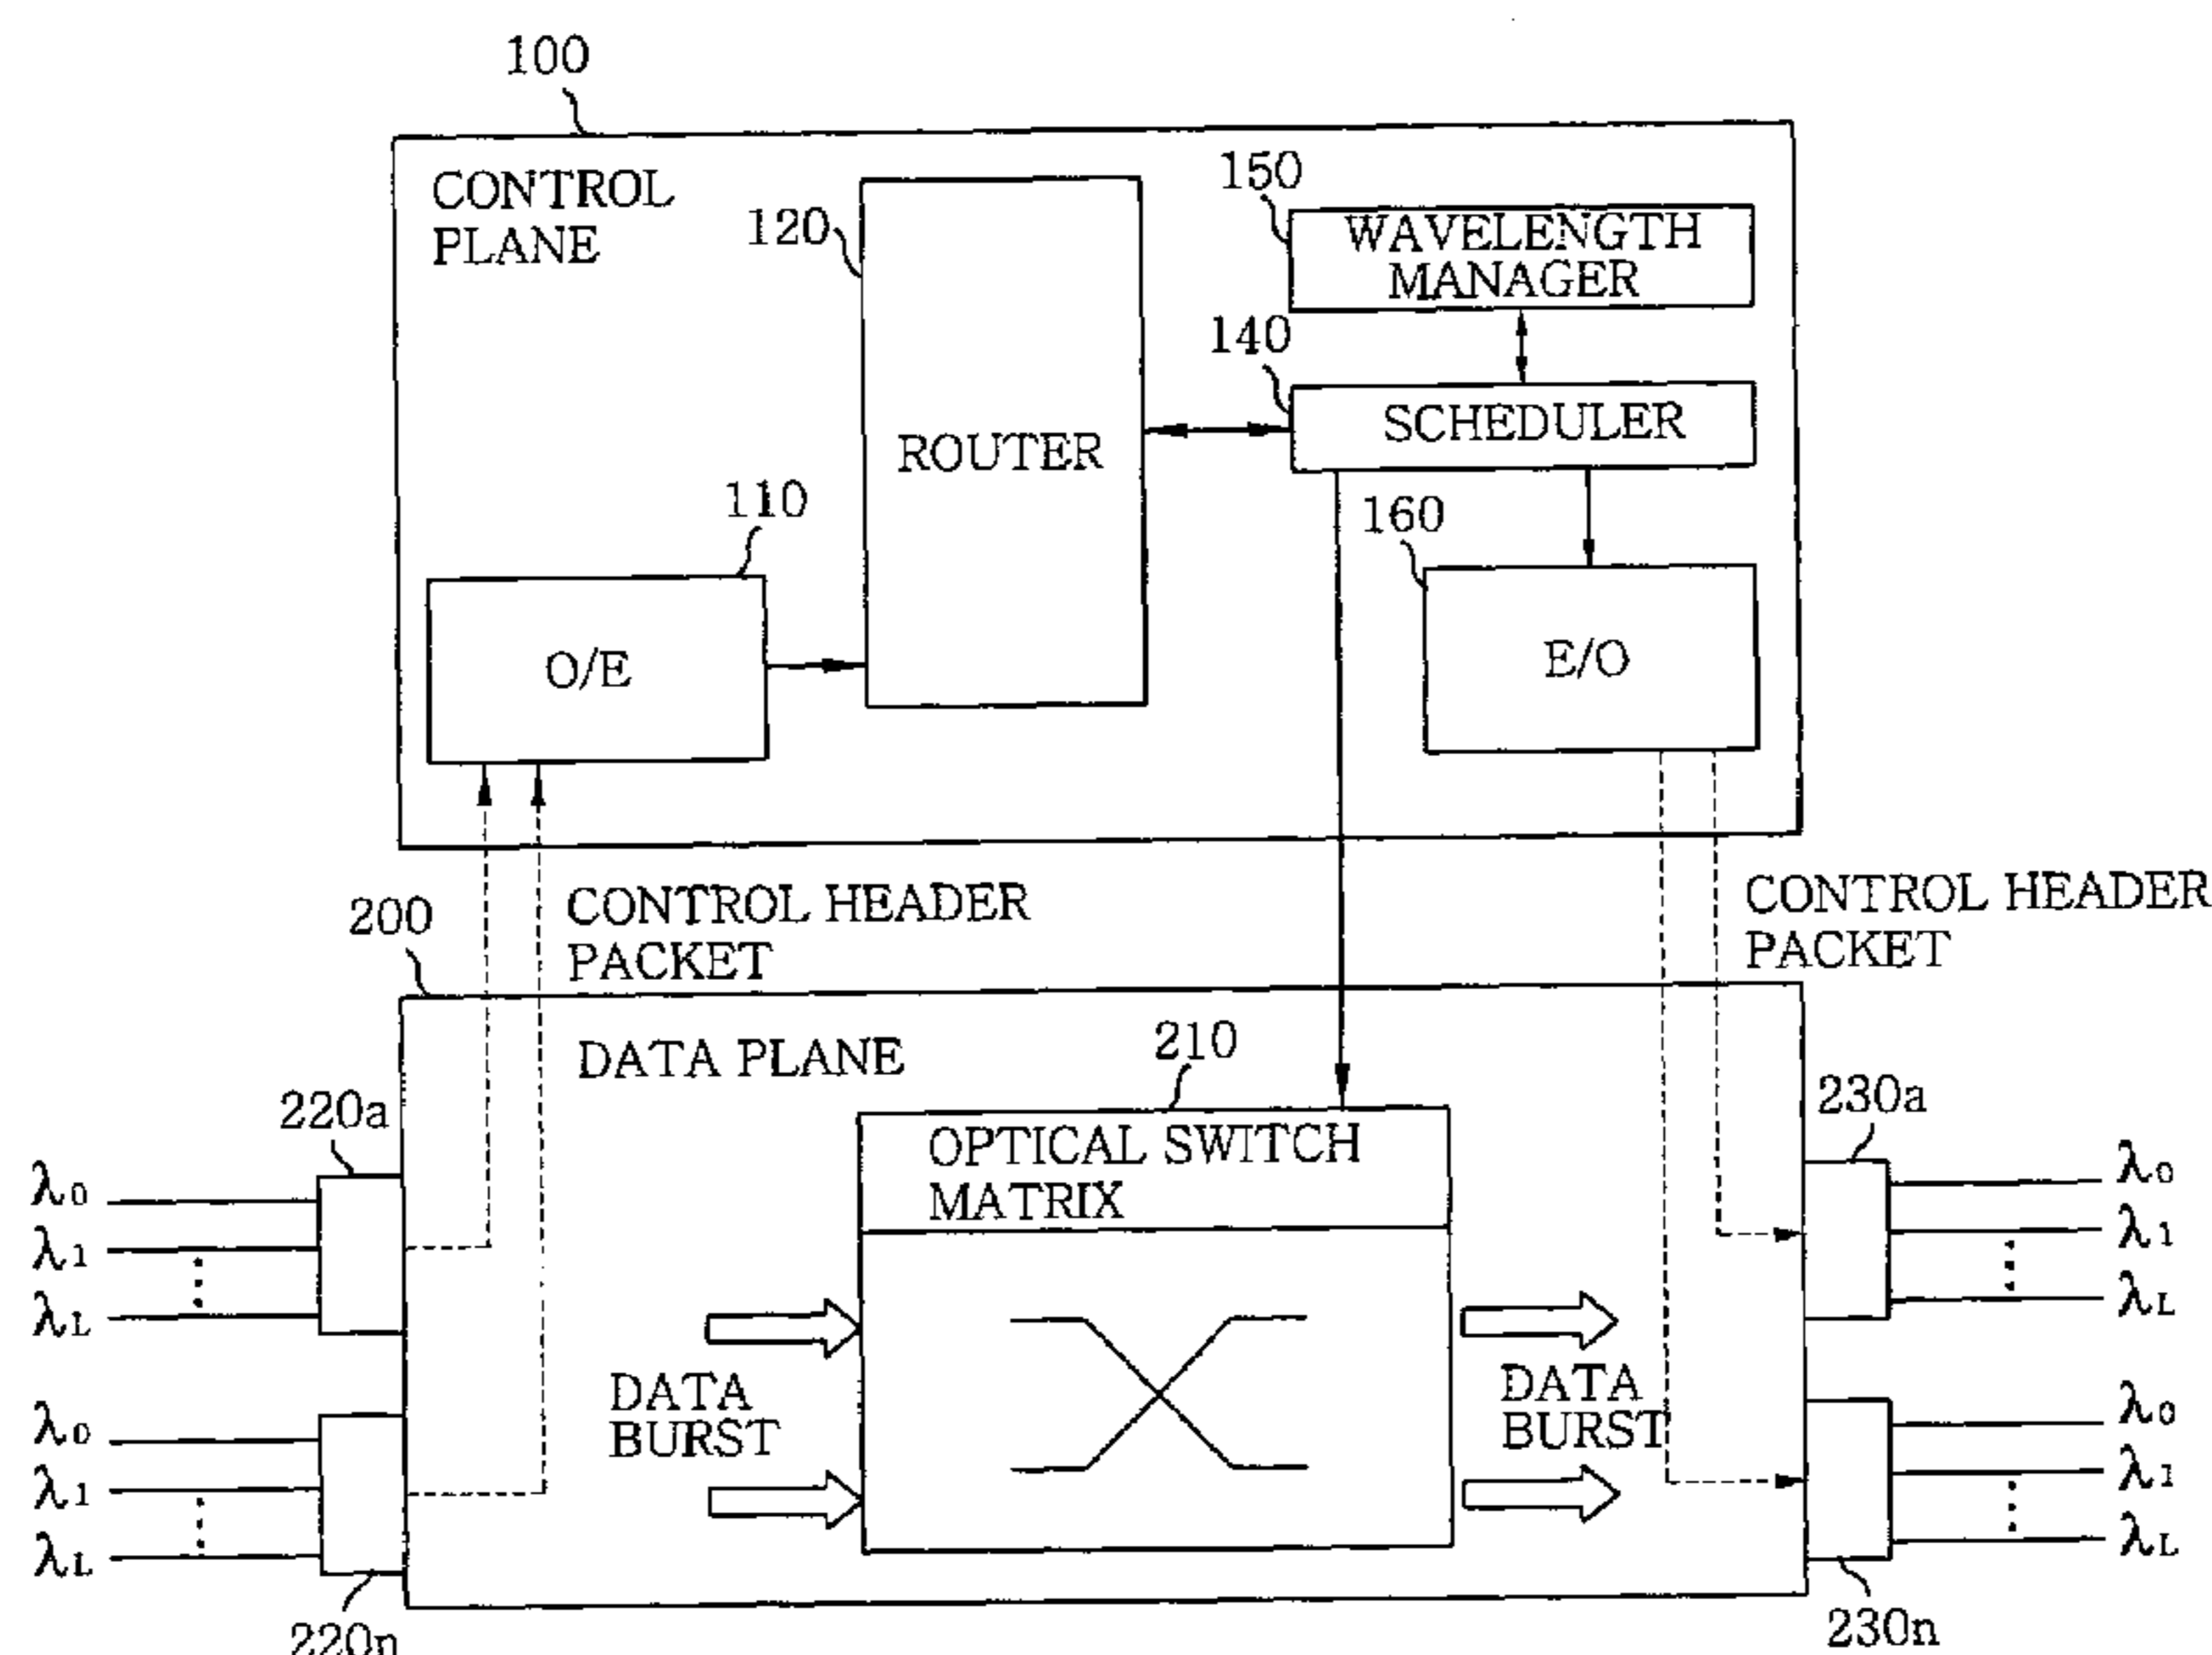 100
CONTROL
PLANE
120
150
WAVELENGTH
MANAGER
140
SCHEDULER
ROUTER
110
160
O/E
E/O
CONTROL HEADER
PACKET
CONTROL HEADER
PACKET
200
DATA PLANE
210
220a
230a
OPTICAL SWITCH
MATRIX
λ0
λ1
λL
λ0
λ1
λL
DATA
BURST
DATA
BURST
λ0
λ1
λL
λ0
λ1
λL
220n
230n